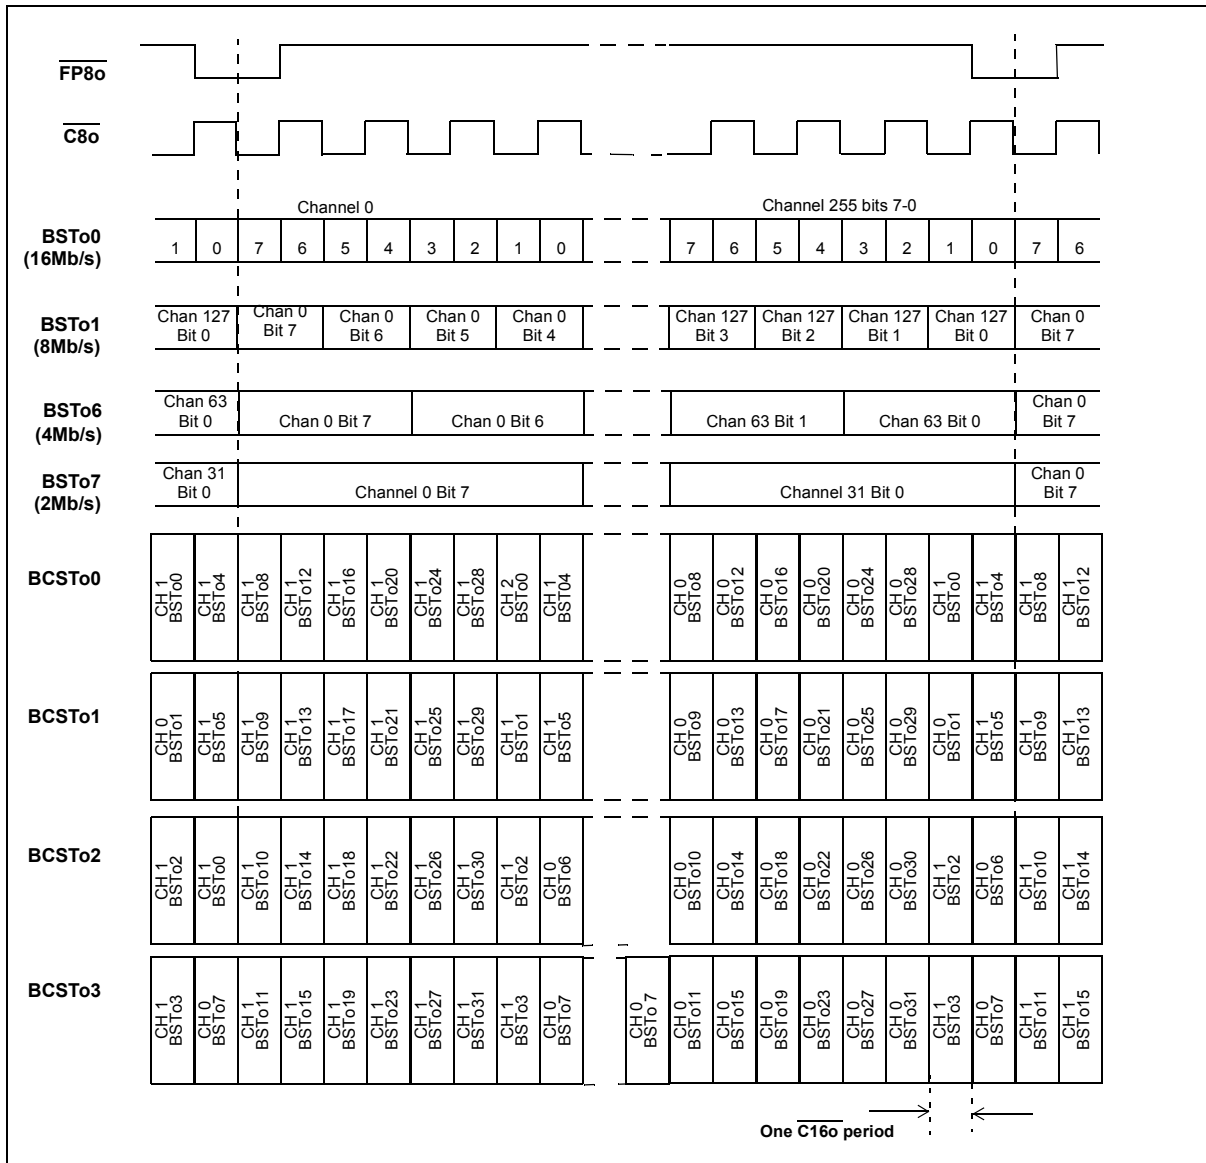 FP8o
C8o
Channel 0
Channel 255 bits 7-0
BSTo0
(16Mb/s)
1 0 7 6 5 4 3 2 1 0 7 6 5 4 3 2 1 0 7 6
BSTo1
(8Mb/s)
Chan 127 Bit 0
Chan 0 Bit 7
Chan 0 Bit 6
Chan 0 Bit 5
Chan 0 Bit 4
Chan 127 Bit 3
Chan 127 Bit 2
Chan 127 Bit 1
Chan 127 Bit 0
Chan 0 Bit 7
BSTo6
(4Mb/s)
Chan 63 Bit 0
Chan 0 Bit 7
Chan 0 Bit 6
Chan 63 Bit 1
Chan 63 Bit 0
Chan 0 Bit 7
BSTo7
(2Mb/s)
Chan 31 Bit 0
Channel 0 Bit 7
Channel 31 Bit 0
Chan 0 Bit 7
BCSTo0
CH 1 BSTo0
CH 1 BSTo4
CH 1 BSTo8
CH 1 BSTo12
CH 1 BSTo16
CH 1 BSTo20
CH 1 BSTo24
CH 1 BSTo28
CH 2 BSTo0
CH 1 BST04
CH 0 BSTo8
CH 0 BSTo12
CH 0 BSTo16
CH 0 BSTo20
CH 0 BSTo24
CH 0 BSTo28
CH 1 BSTo0
CH 1 BSTo4
CH 1 BSTo8
CH 1 BSTo12
BCSTo1
CH 0 BSTo1
CH 1 BSTo5
CH 1 BSTo9
CH 1 BSTo13
CH 1 BSTo17
CH 1 BSTo21
CH 1 BSTo25
CH 1 BSTo29
CH 1 BSTo1
CH 1 BSTo5
CH 0 BSTo9
CH 0 BSTo13
CH 0 BSTo17
CH 0 BSTo21
CH 0 BSTo25
CH 0 BSTo29
CH 0 BSTo1
CH 1 BSTo5
CH 1 BSTo9
CH 1 BSTo13
BCSTo2
CH 1 BSTo2
CH 1 BSTo0
CH 1 BSTo10
CH 1 BSTo14
CH 1 BSTo18
CH 1 BSTo22
CH 1 BSTo26
CH 1 BSTo30
CH 1 BSTo2
CH 0 BSTo6
CH 0 BSTo10
CH 0 BSTo14
CH 0 BSTo18
CH 0 BSTo22
CH 0 BSTo26
CH 0 BSTo30
CH 1 BSTo2
CH 0 BSTo6
CH 1 BSTo10
CH 1 BSTo14
BCSTo3
CH 1 BSTo3
CH 0 BSTo7
CH 1 BSTo11
CH 1 BSTo15
CH 1 BSTo19
CH 1 BSTo23
CH 1 BSTo27
CH 1 BSTo31
CH 1 BSTo3
CH 0 BSTo7
CH 0 BSTo 7
CH 0 BSTo11
CH 0 BSTo15
CH 0 BSTo19
CH 0 BSTo23
CH 0 BSTo27
CH 0 BSTo31
CH 1 BSTo3
CH 0 BSTo7
CH 1 BSTo11
CH 1 BSTo15
One C16o period